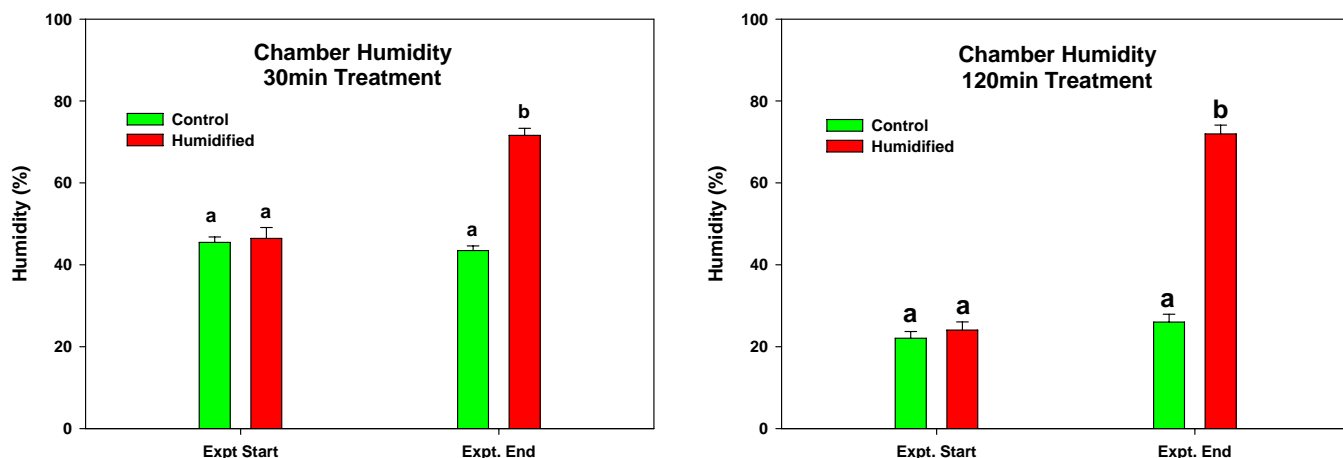 Chamber Humidity
30min Treatment
Control
Humidified
Humidity (%)
100
80
60
40
20
0
a
a
a
b
Expt Start
Expt. End
Chamber Humidity
120min Treatment
Control
Humidified
Humidity (%)
100
80
60
40
20
0
a
a
a
b
Expt. Start
Expt. End